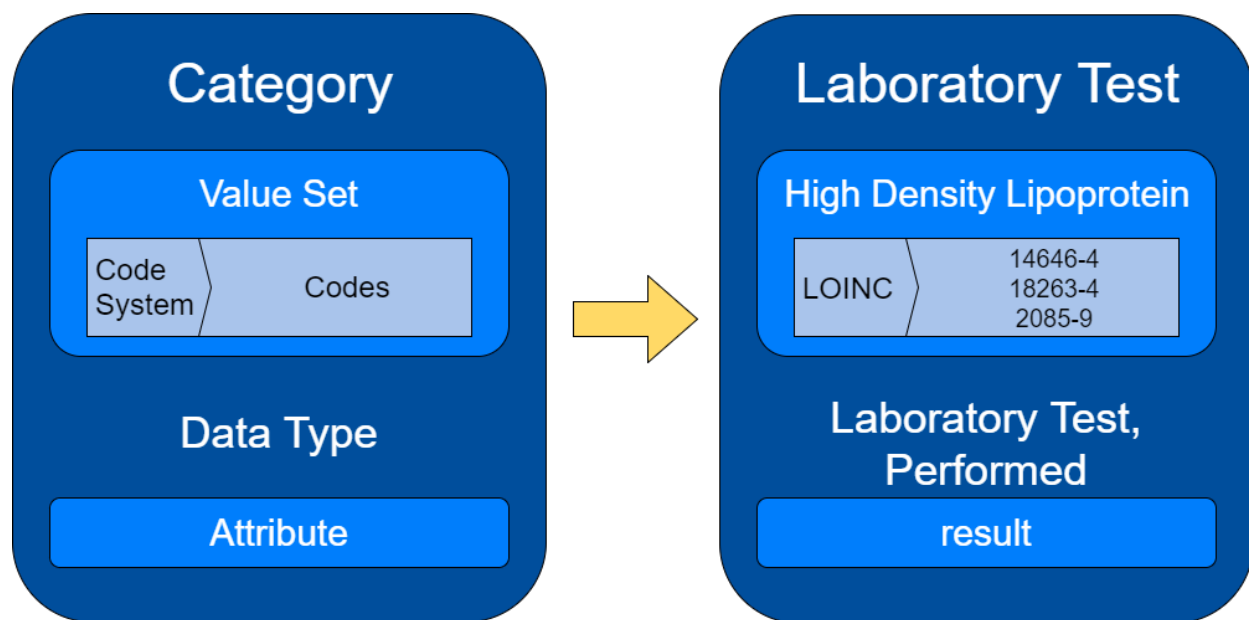 Category
Value Set
Code
System
Codes
Data Type
Attribute
Laboratory Test
High Density Lipoprotein
LOINC
14646-4
18263-4
2085-9
Laboratory Test,
Performed
result